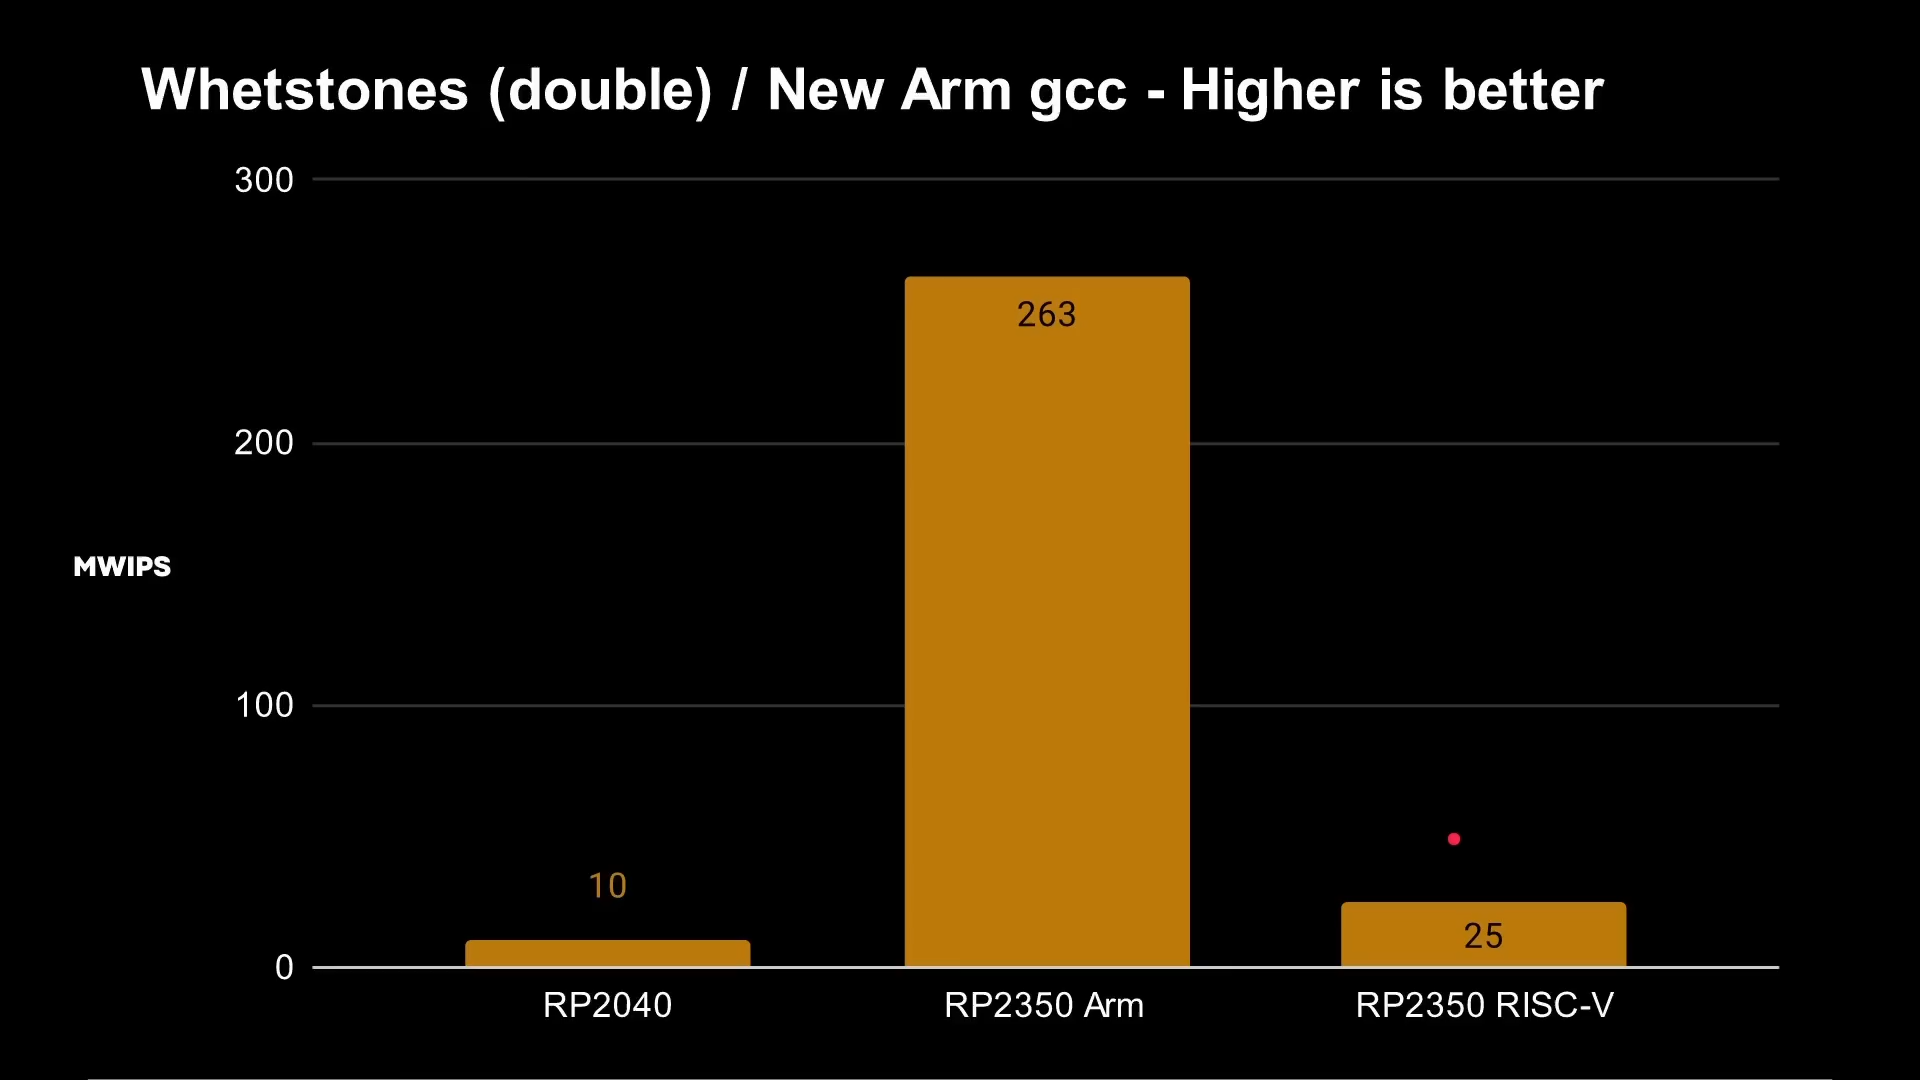 Whetstones (double) / New Arm gcc - Higher is better
300
263
200
MWIPS
100
10
25
0
RP2040
RP2350 Arm
RP2350 RISC-V